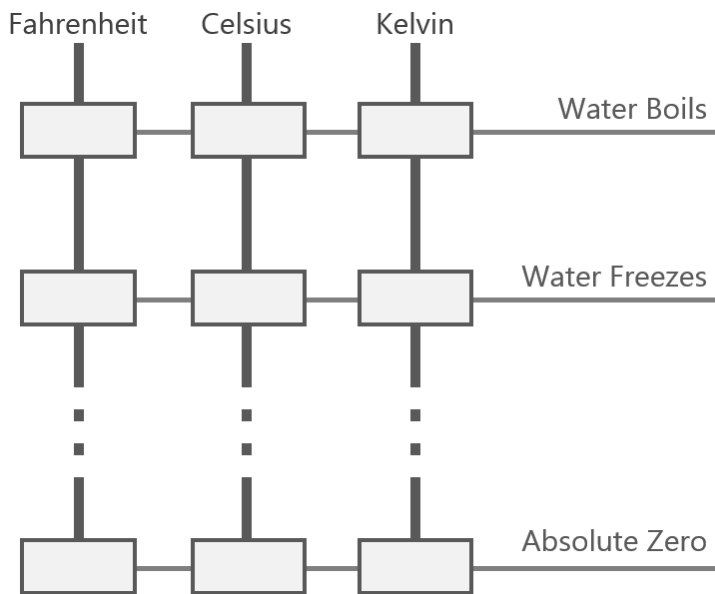 Fahrenheit Celsius Kelvin
Water Boils
Water Freezes
Absolute Zero